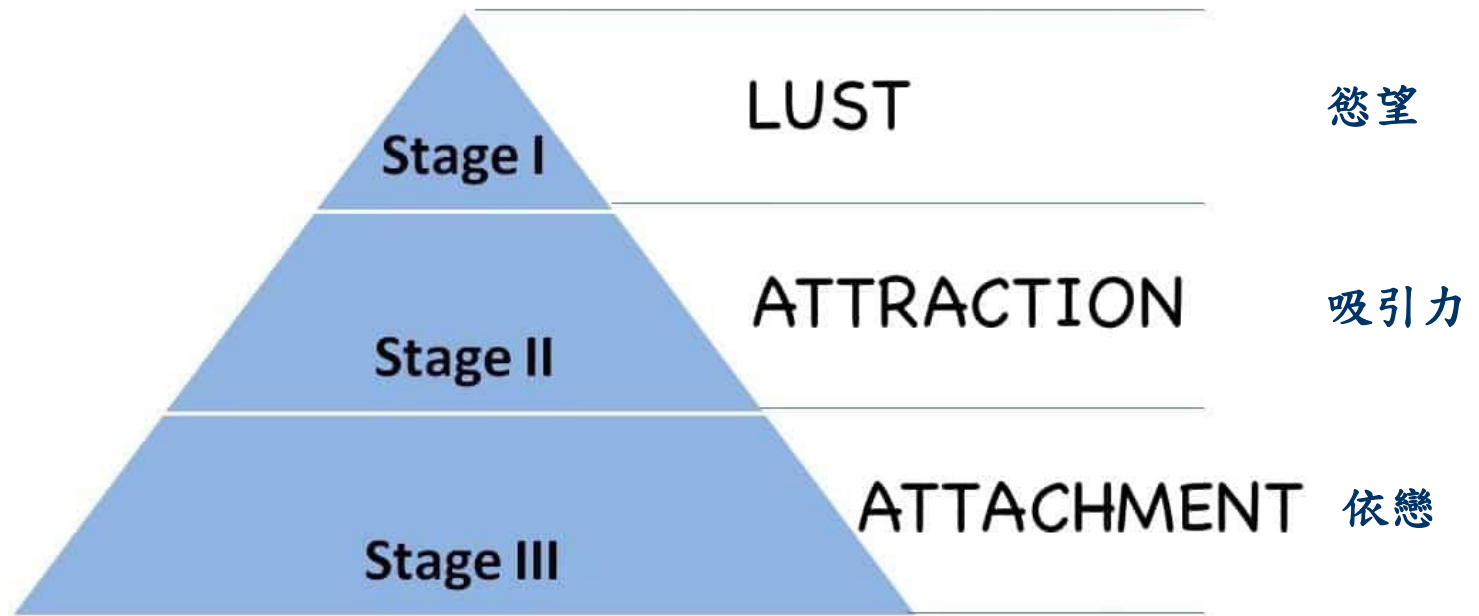 Stage I
LUST
慾望
Stage II
ATTRACTION
吸引力
Stage III
ATTACHMENT
依戀